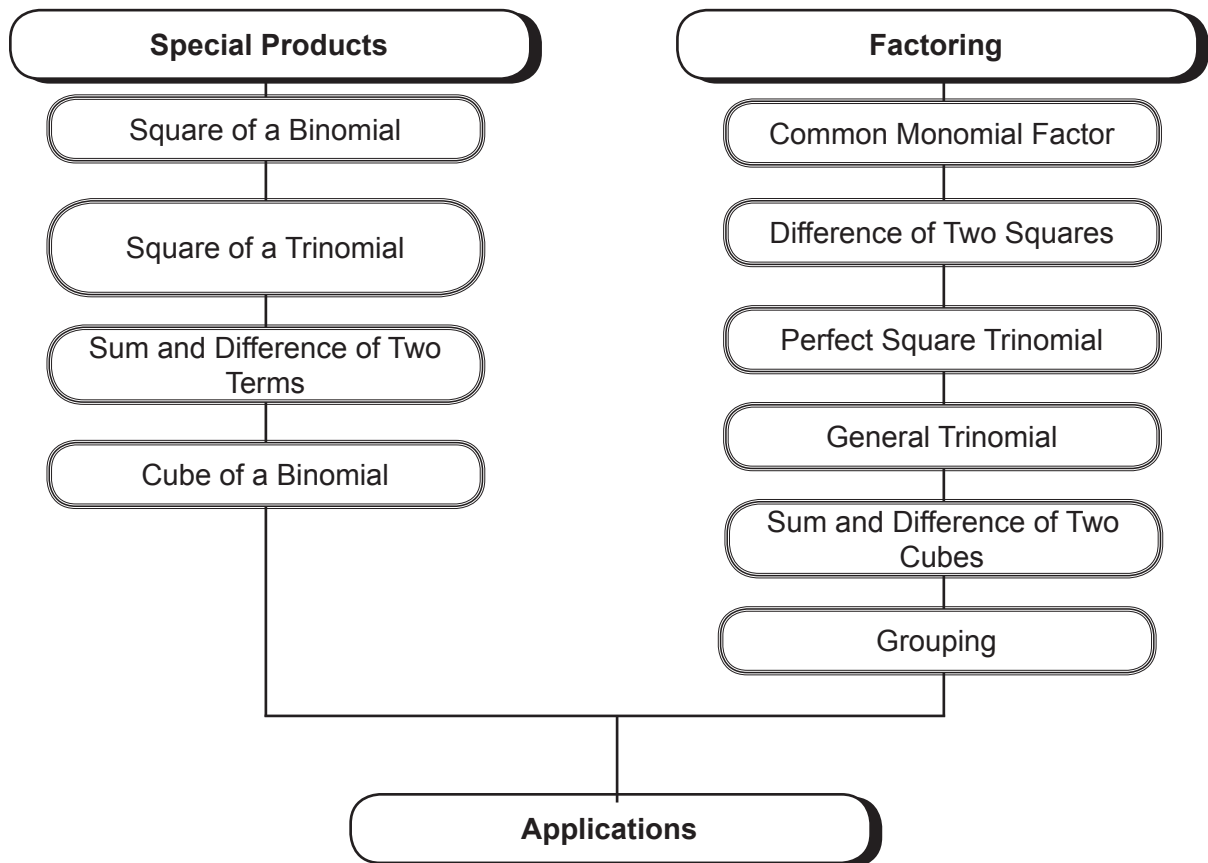 Special Products
Square of a Binomial
Square of a Trinomial
Sum and Difference of Two
Terms
Cube of a Binomial
Factoring
Common Monomial Factor
Difference of Two Squares
Perfect Square Trinomial
General Trinomial
Sum and Difference of Two
Cubes
Grouping
Applications